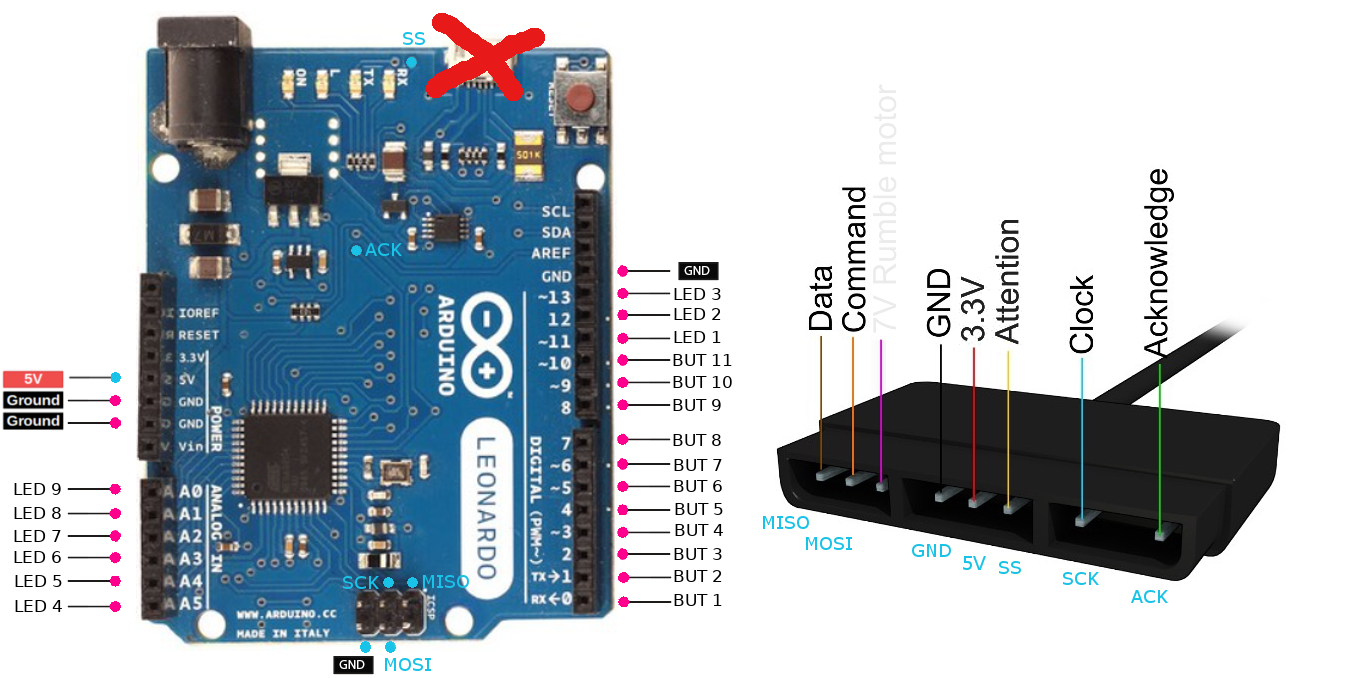 SS
ON
L
TX
RX
RESET
501K
SCL
SDA
AREF
GND
~13
12
~11
~10
~9
8
7
~6
~5
4
~3
2
TX→1
RX←0
DIGITAL (PWM~)
ACK
ARDUINO
LEONARDO
IOREF
RESET
3.3V
5V
GND
GND
Vin
POWER
A0
A1
A2
A3
A4
A5
ANALOG IN
5V
Ground
Ground
LED 9
LED 8
LED 7
LED 6
LED 5
LED 4
GND
LED 3
LED 2
LED 1
BUT 11
BUT 10
BUT 9
BUT 8
BUT 7
BUT 6
BUT 5
BUT 4
BUT 3
BUT 2
BUT 1
SCK
MISO
ICSP
WWW.ARDUINO.CC
MADE IN ITALY
GND
MOSI
Data
Command
7V Rumble motor
GND
3.3V
Attention
Clock
Acknowledge
MISO
MOSI
GND
5V
SS
SCK
ACK